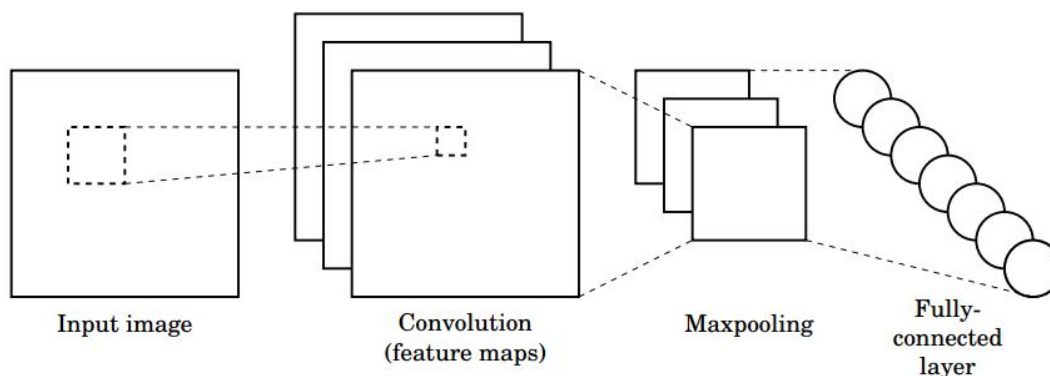 Input image
Convolution
(feature maps)
Maxpooling
Fully-
connected
layer